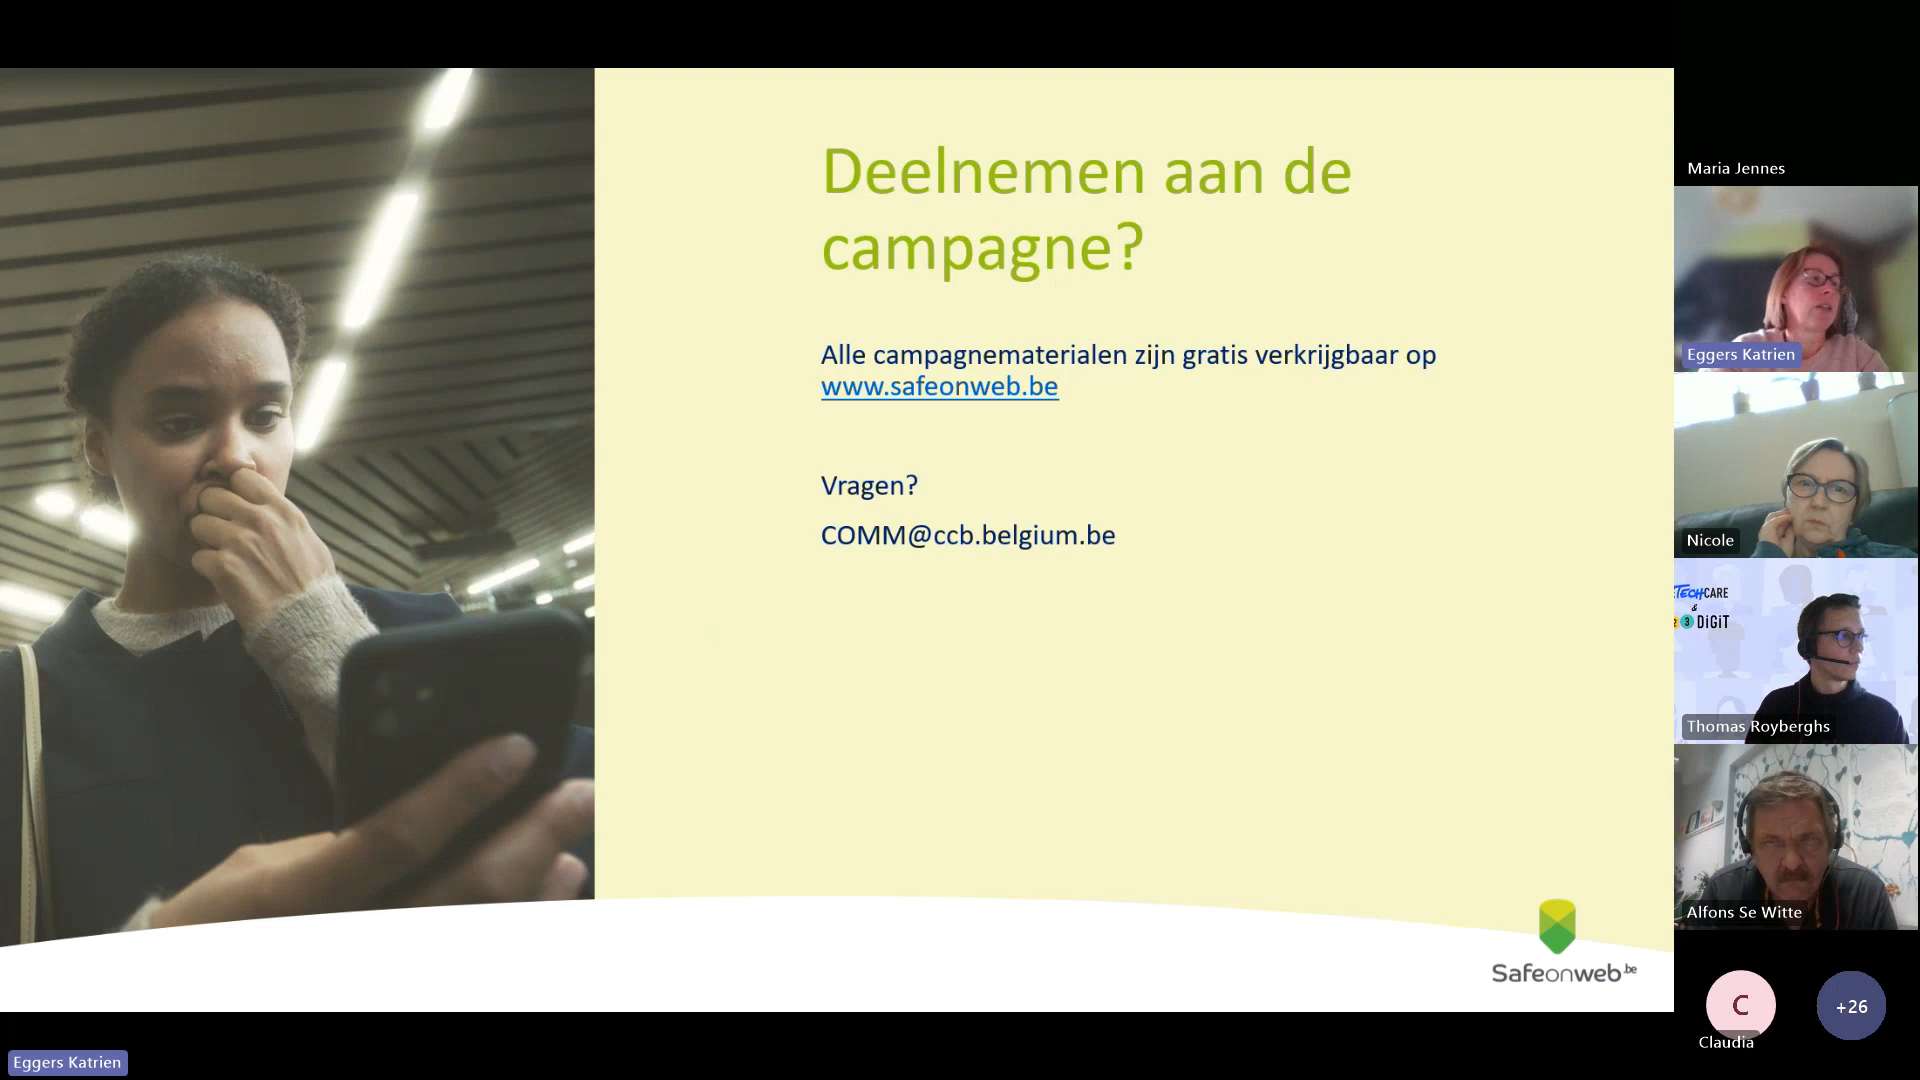 Deelnemen aan de
campagne?
Alle campagnematerialen zijn gratis verkrijgbaar op
www.safeonweb.be
Vragen?
COMM@ccb.belgium.be
Safeonweb.be
Maria Jennes
Eggers Katrien
Nicole
TECHCARE
&
3 DiGiT
Thomas Royberghs
Alfons Se Witte
C
Claudia
+26
Eggers Katrien